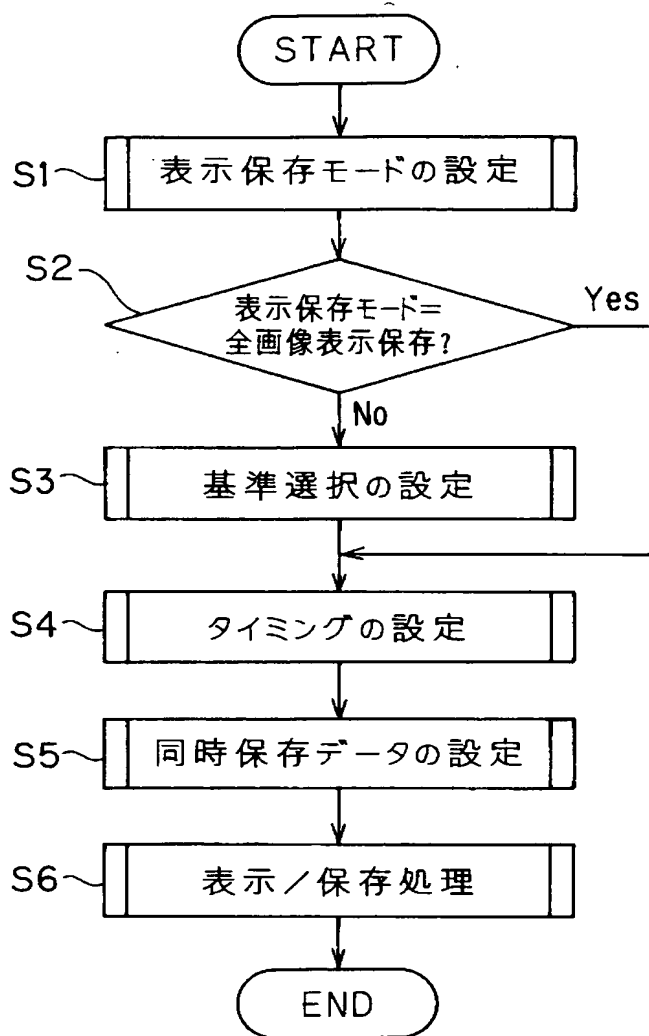 START
S1
表示保存モードの設定
S2
表示保存モード=
全画像表示保存?
Yes
No
S3
基準選択の設定
S4
タイミングの設定
S5
同時保存データの設定
S6
表示／保存処理
END